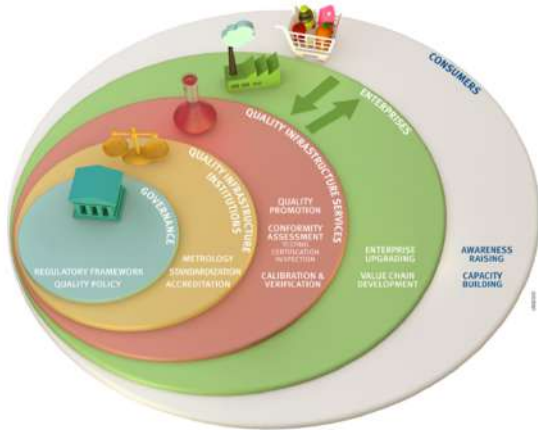 CONSUMERS
ENTERPRISES
QUALITY INFRASTRUCTURE SERVICES
QUALITY INFRASTRUCTURE
INSTITUTIONS
GOVERNANCE
REGULATORY FRAMEWORK
QUALITY POLICY
METROLOGY
STANDARDIZATION
ACCREDITATION
QUALITY
PROMOTION
CONFORMITY
ASSESSMENT
TESTING
CERTIFICATION
INSPECTION
CALIBRATION &
VERIFICATION
ENTERPRISE
UPGRADING
VALUE CHAIN
DEVELOPMENT
AWARENESS
RAISING
CAPACITY
BUILDING